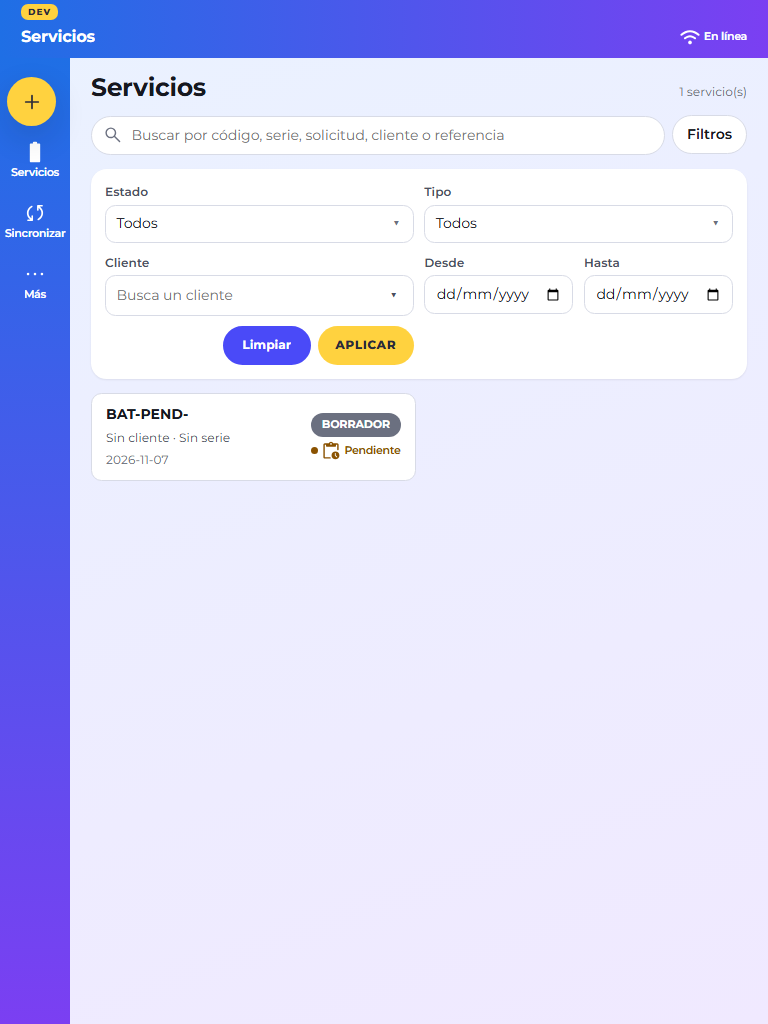 DEV
Servicios
En línea
Servicios
Sincronizar
Más
Servicios
1 servicio(s)
Buscar por código, serie, solicitud, cliente o referencia
Filtros
Estado
Tipo
Todos
Todos
Cliente
Desde
Hasta
Busca un cliente
dd/mm/yyyy
dd/mm/yyyy
Limpiar
APLICAR
BAT-PEND-
BORRADOR
Sin cliente · Sin serie
Pendiente
2026-11-07